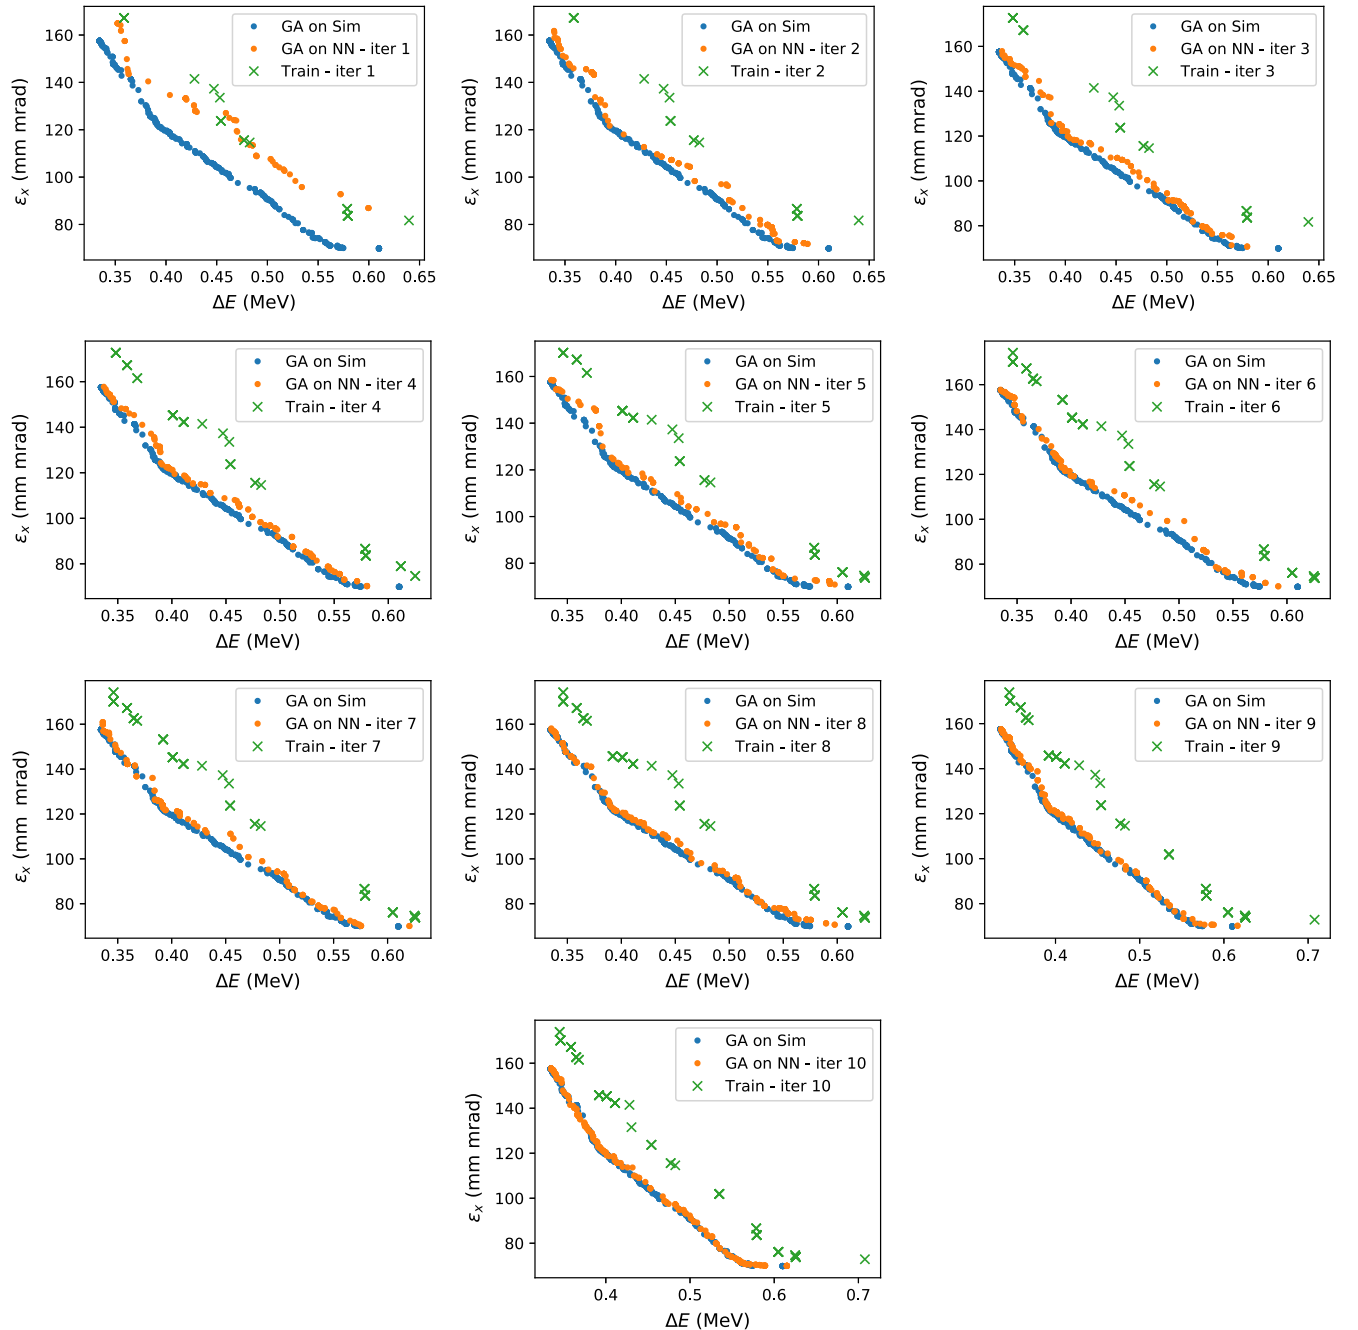 GA on Sim
GA on NN - iter 1
Train - iter 1
160
140
120
100
80
εx (mm mrad)
0.35 0.40 0.45 0.50 0.55 0.60 0.65
ΔE (MeV)
GA on Sim
GA on NN - iter 2
Train - iter 2
160
140
120
100
80
εx (mm mrad)
0.35 0.40 0.45 0.50 0.55 0.60 0.65
ΔE (MeV)
GA on Sim
GA on NN - iter 3
Train - iter 3
160
140
120
100
80
εx (mm mrad)
0.35 0.40 0.45 0.50 0.55 0.60 0.65
ΔE (MeV)
GA on Sim
GA on NN - iter 4
Train - iter 4
160
140
120
100
80
εx (mm mrad)
0.35 0.40 0.45 0.50 0.55 0.60
ΔE (MeV)
GA on Sim
GA on NN - iter 5
Train - iter 5
160
140
120
100
80
εx (mm mrad)
0.35 0.40 0.45 0.50 0.55 0.60
ΔE (MeV)
GA on Sim
GA on NN - iter 6
Train - iter 6
160
140
120
100
80
εx (mm mrad)
0.35 0.40 0.45 0.50 0.55 0.60
ΔE (MeV)
GA on Sim
GA on NN - iter 7
Train - iter 7
160
140
120
100
80
εx (mm mrad)
0.35 0.40 0.45 0.50 0.55 0.60
ΔE (MeV)
GA on Sim
GA on NN - iter 8
Train - iter 8
160
140
120
100
80
εx (mm mrad)
0.35 0.40 0.45 0.50 0.55 0.60
ΔE (MeV)
GA on Sim
GA on NN - iter 9
Train - iter 9
160
140
120
100
80
εx (mm mrad)
0.4 0.5 0.6 0.7
ΔE (MeV)
GA on Sim
GA on NN - iter 10
Train - iter 10
160
140
120
100
80
εx (mm mrad)
0.4 0.5 0.6 0.7
ΔE (MeV)